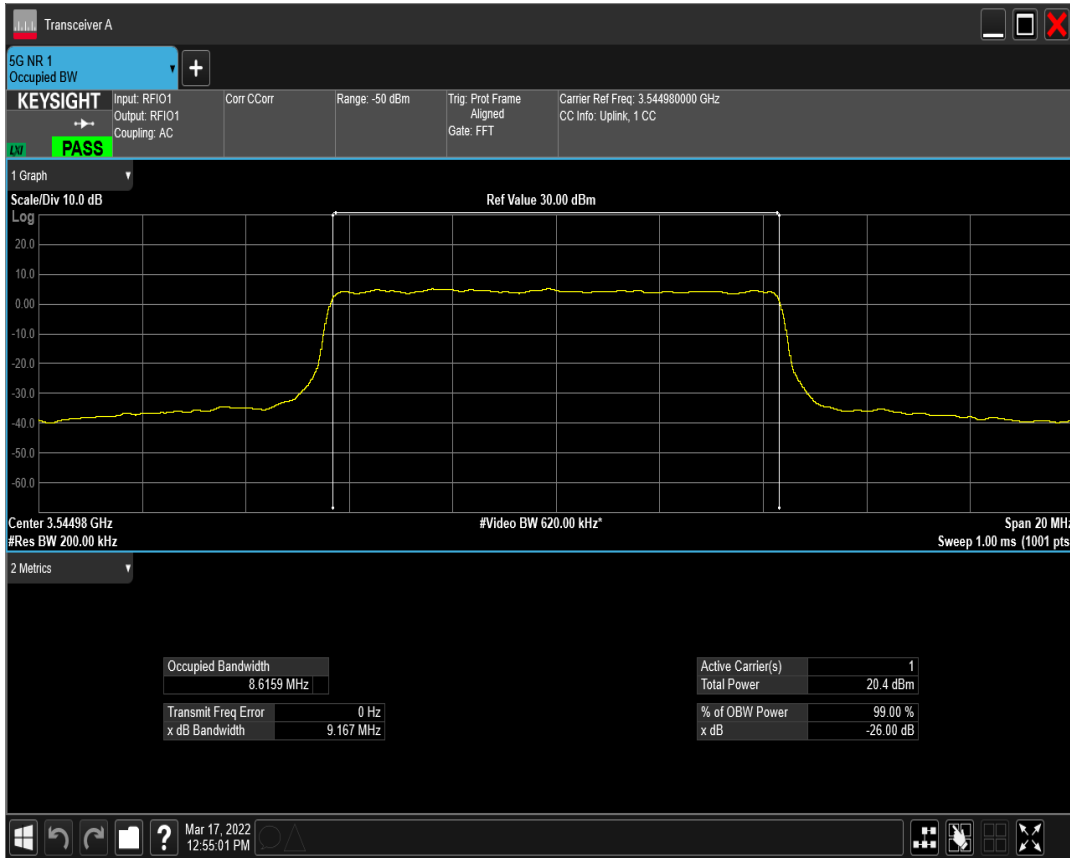 Transceiver A
5G NR 1
Occupied BW
+
KEYSIGHT
LXI
PASS
Input: RFIO1
Output: RFIO1
Coupling: AC
Corr CCorr
Range: -50 dBm
Trig: Prot Frame
Aligned
Gate: FFT
Carrier Ref Freq: 3.544980000 GHz
CC Info: Uplink, 1 CC
1 Graph
Scale/Div 10.0 dB
Ref Value 30.00 dBm
Log
20.0
10.0
0.00
-10.0
-20.0
-30.0
-40.0
-50.0
-60.0
Center 3.54498 GHz
#Video BW 620.00 kHz*
Span 20 MHz
#Res BW 200.00 kHz
Sweep 1.00 ms (1001 pts
2 Metrics
Occupied Bandwidth
8.6159 MHz
Transmit Freq Error 0 Hz
x dB Bandwidth 9.167 MHz
Active Carrier(s) 1
Total Power 20.4 dBm
% of OBW Power 99.00 %
x dB -26.00 dB
?
Mar 17, 2022
12:55:01 PM